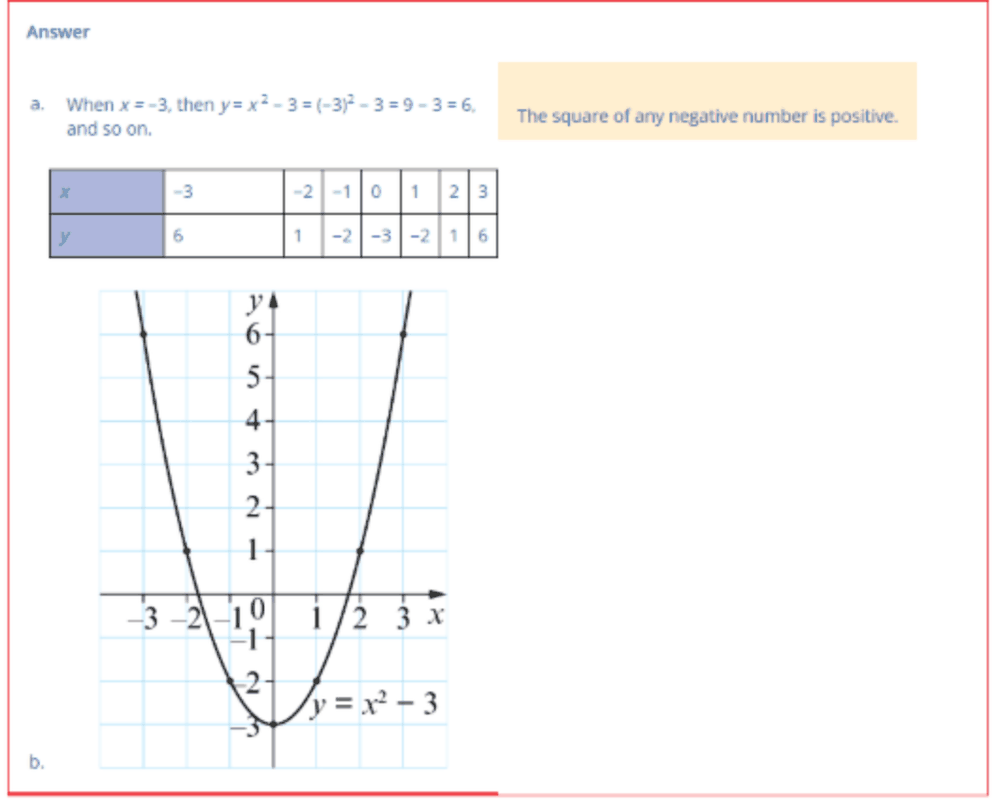 Answer
a. When x = –3, then y = x² – 3 = (–3)² – 3 = 9 – 3 = 6,
and so on.
The square of any negative number is positive.
x –3 –2 –1 0 1 2 3
y 6 1 –2 –3 –2 1 6
y
6
5
4
3
2
1
–3 –2 –1 0 1 2 3 x
–1
–2
y = x² – 3
–3
b.